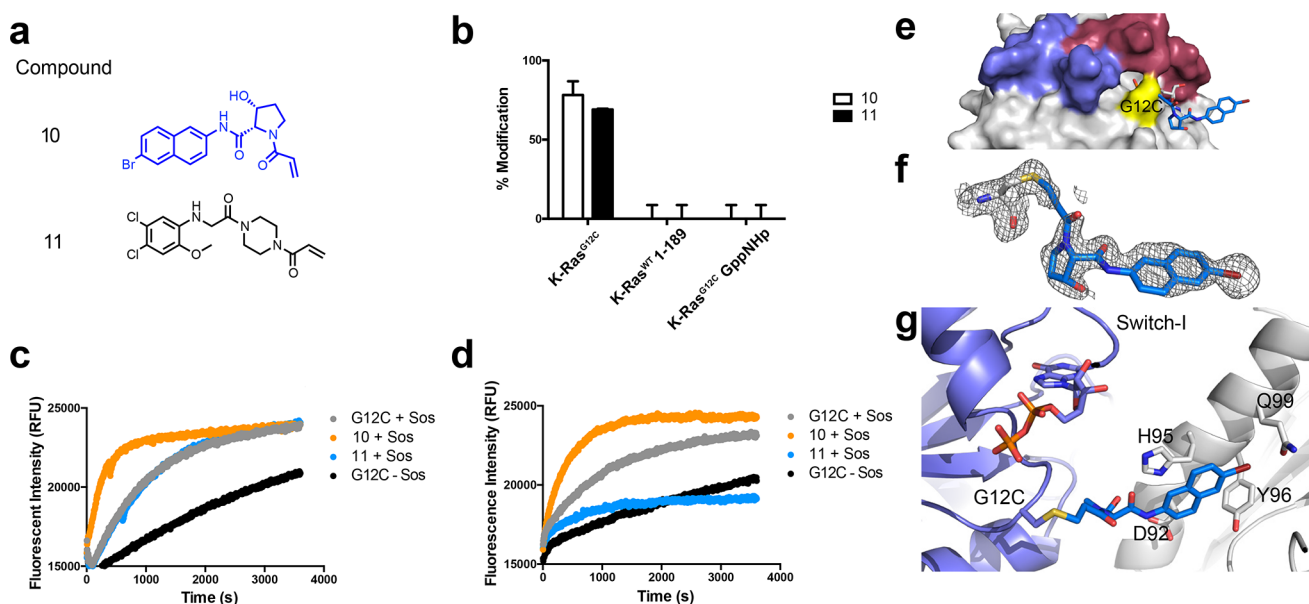 a
Compound
10
HO
H
N
O
N
O
Br
11
Cl
Cl
H
N
O
O
N
N
O
b
% Modification
100
50
0
K-Ras^G12C
K-Ras^WT 1-189
K-Ras^G12C GppNHp
10
11
c
Fluorescent Intensity (RFU)
25000
20000
15000
0
1000
2000
3000
4000
Time (s)
G12C + Sos
10 + Sos
11 + Sos
G12C - Sos
d
Fluorescence Intensity (RFU)
25000
20000
15000
0
1000
2000
3000
4000
Time (s)
G12C + Sos
10 + Sos
11 + Sos
G12C - Sos
e
G12C
f
g
Switch-I
Q99
H95
G12C
Y96
D92